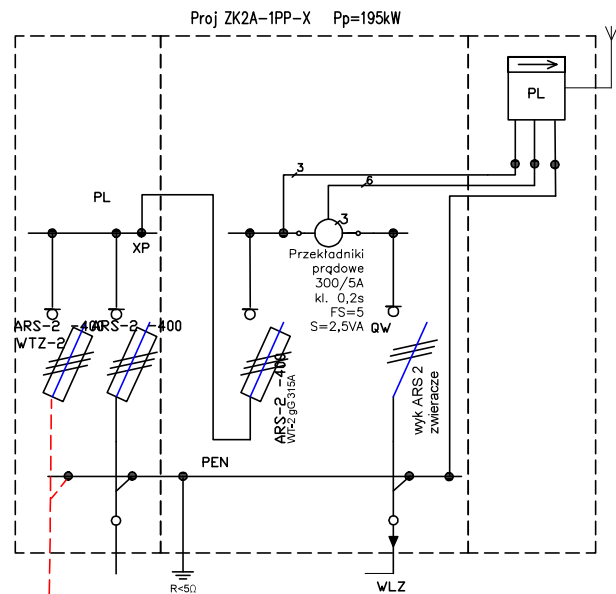 Proj ZK2A-1PP-X Pp=195kW
PL
PL
3
6
3
XP
Przekładniki
prądowe
300/5A
kl. 0,2s
FS=5
S=2,5VA
QW
ARS-2 -400
WTZ-2
ARS-2 -400
ARS-2 -400
WT-2 gG 315A
wyk ARS 2
zwieracze
PEN
R<5Ω
WLZ